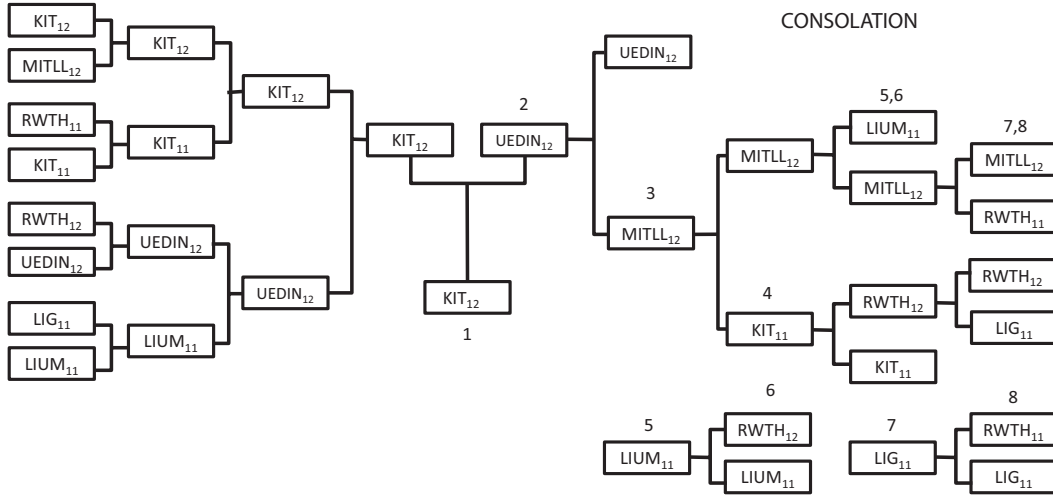 CONSOLATION
KIT12
MITLL12
RWTH11
KIT11
RWTH12
UEDIN12
LIG11
LIUM11
KIT12
KIT11
UEDIN12
LIUM11
KIT12
UEDIN12
KIT12
KIT12
1
2
UEDIN12
UEDIN12
3
MITLL12
MITLL12
4
KIT11
5,6
LIUM11
MITLL12
RWTH12
KIT11
7,8
MITLL12
RWTH11
RWTH12
LIG11
5
LIUM11
6
RWTH12
LIUM11
7
LIG11
8
RWTH11
LIG11